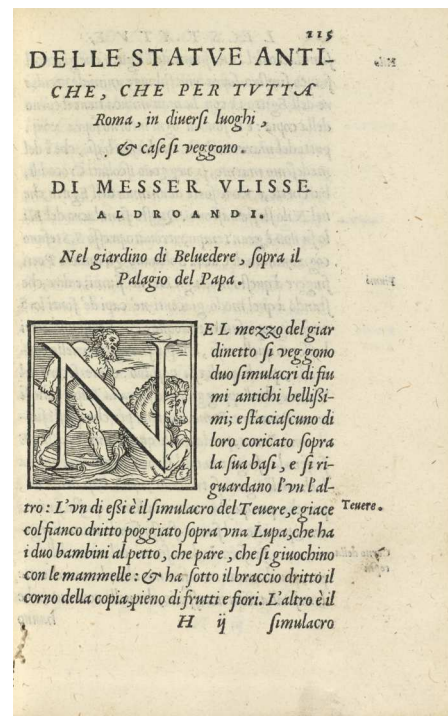 115
DELLE STATVE ANTI-
CHE, CHE PER TVTTA
Roma, in diuersi luoghi,
& case si veggono.
DI MESSER VLISSE
ALDROANDI.
Nel giardino di Beluedere, sopra il
Palagio del Papa.
NEL mezzo del giar
dinetto si veggono
duo simulacri di fiu
mi antichi bellißi-
mi; e sta ciascuno di
loro coricato sopra
la sua basi, e si ri-
guardano l'vn l'al-
tro: L'vn di eßi è il simulacro del Teuere, e giace
Teuere.
col fianco dritto poggiato sopra vna Lupa, che ha
i duo bambini al petto, che pare, che si giuochino
con le mammelle: & ha sotto il braccio dritto il
corno della copia, pieno di frutti e fiori. L'altro è il
H ij simulacro